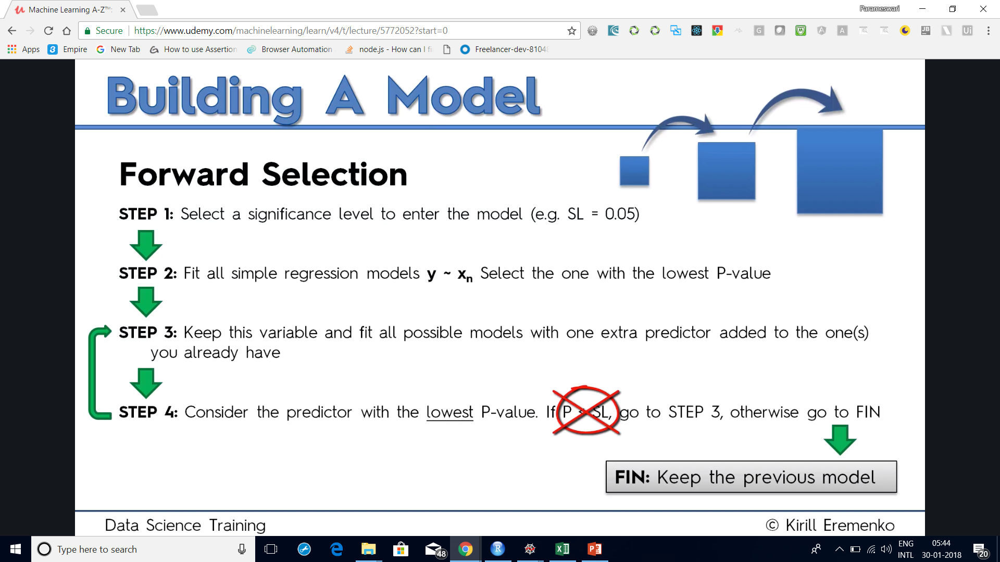 Machine Learning A-Z™:
Parameswari
Secure
https://www.udemy.com/machinelearning/learn/v4/t/lecture/5772052?start=0
Apps
Empire
New Tab
How to use Assertion
Browser Automation
node.js - How can I fi
Freelancer-dev-81048
Building A Model
Forward Selection
STEP 1: Select a significance level to enter the model (e.g. SL = 0.05)
STEP 2: Fit all simple regression models y ~ xn Select the one with the lowest P-value
STEP 3: Keep this variable and fit all possible models with one extra predictor added to the one(s)
you already have
STEP 4: Consider the predictor with the lowest P-value. If P < SL, go to STEP 3, otherwise go to FIN
FIN: Keep the previous model
Data Science Training
© Kirill Eremenko
Type here to search
48
ENG
INTL
05:44
30-01-2018
20